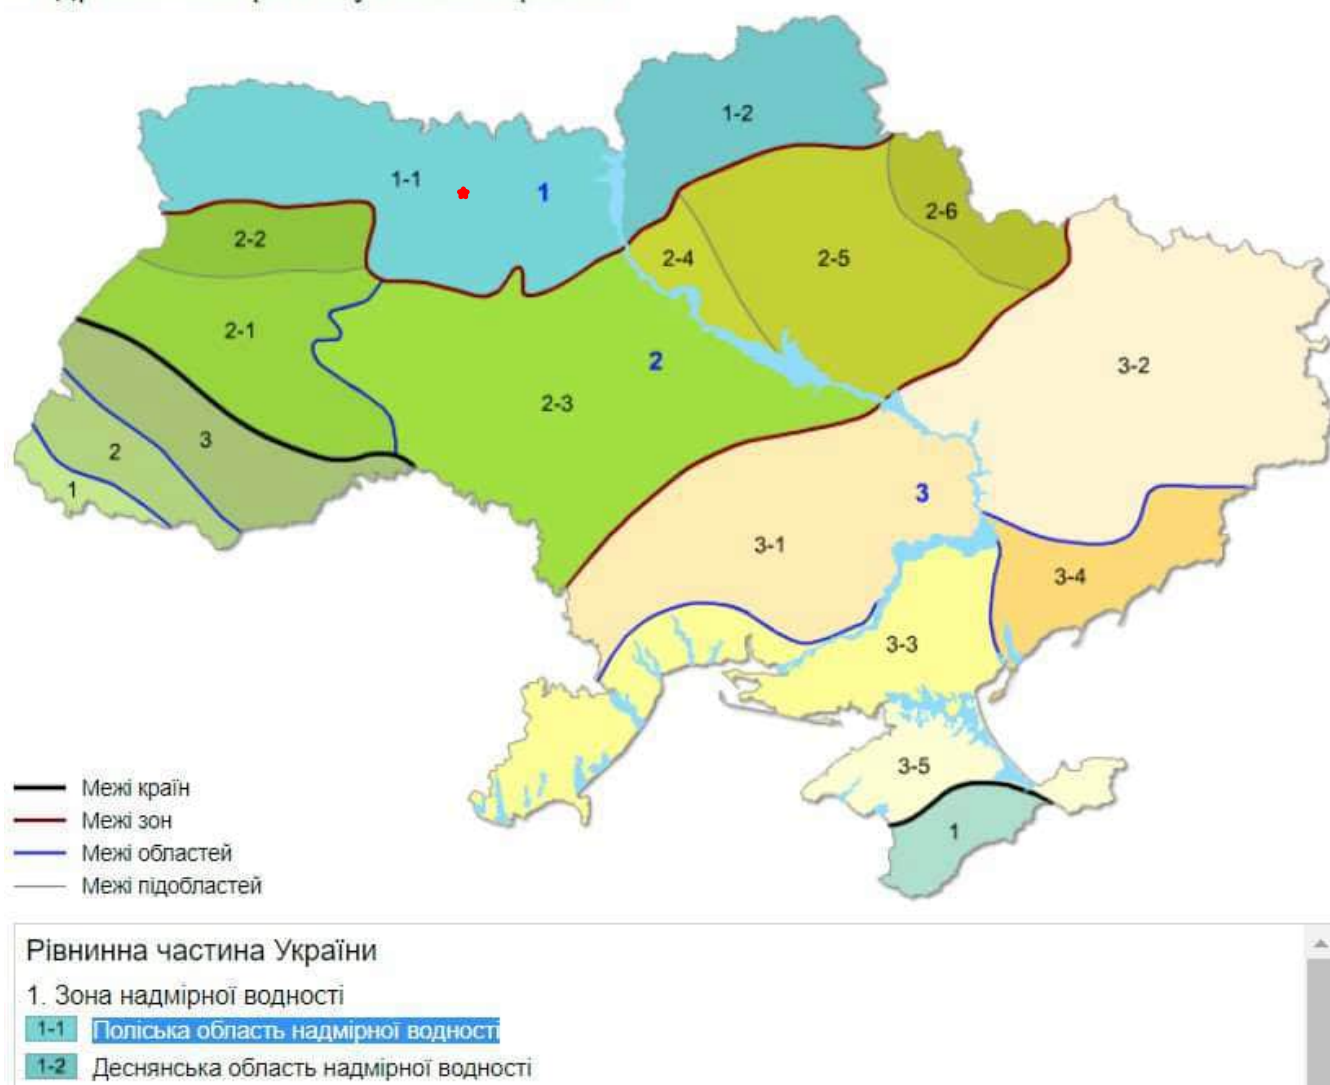 1-2
1-1
1
2-6
2-2
2-4
2-5
2-1
2
3-2
2-3
3
2
1
3
3-1
3-4
3-3
3-5
1
Межі країн
Межі зон
Межі областей
Межі підобластей
Рівнинна частина України
1. Зона надмірної водності
1-1 Поліська область надмірної водності
1-2 Деснянська область надмірної водності